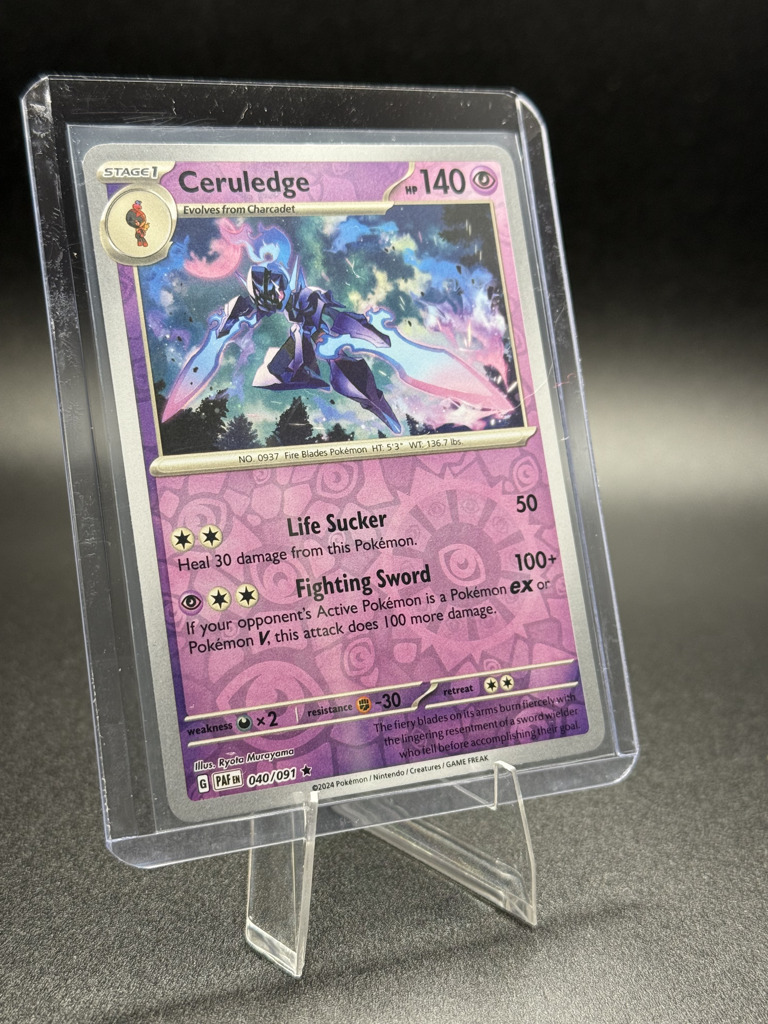 STAGE1
Ceruledge
HP 140
Evolves from Charcadet
NO. 0937 Fire Blades Pokémon HT: 5'3" WT: 136.7 lbs.
Life Sucker 50
Heal 30 damage from this Pokémon.
Fighting Sword 100+
If your opponent's Active Pokémon is a Pokémon ex or
Pokémon V, this attack does 100 more damage.
weakness ×2 resistance -30 retreat
The fiery blades on its arms burn fiercely with
the lingering resentment of a sword wielder
who fell before accomplishing their goal.
Illus. Ryota Murayama
G PAF EN 040/091 ★
©2024 Pokémon / Nintendo / Creatures / GAME FREAK